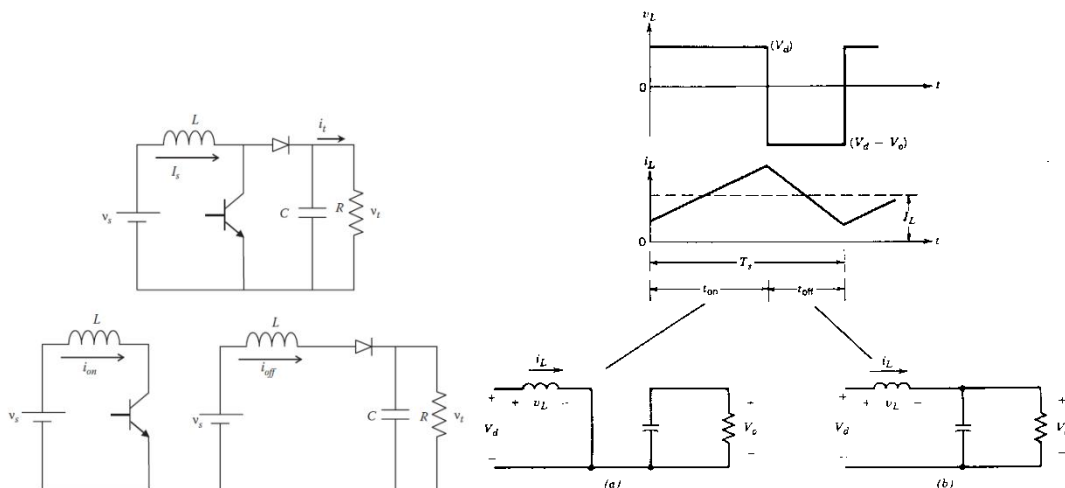 L
i_t
I_s
v_s
C
R
v_t
L
i_on
v_s
L
i_off
v_s
C
R
v_t
v_L
(V_d)
0
t
(V_d − V_o)
i_L
I_L
0
t
T_s
t_on
t_off
i_L
+
+ v_L -
+
V_d
V_o
-
-
(a)
i_L
+
+ v_L -
+
V_d
-
-
(b)